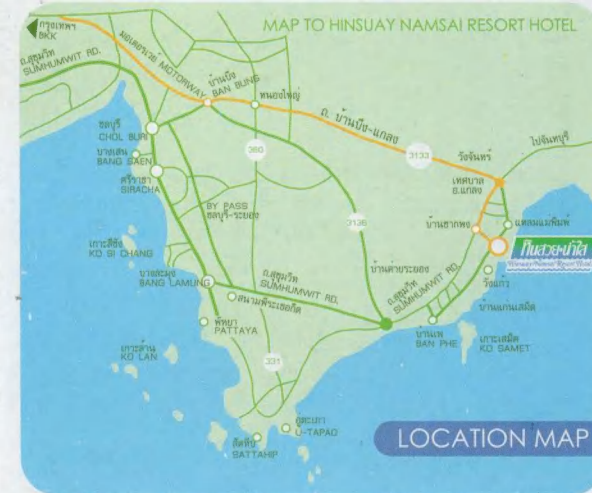 MAP TO HINSUAY NAMSAI RESORT HOTEL
กรุงเทพฯ
BKK
ถ.สุขุมวิท
SUMHUMWIT RD.
มอเตอร์เวย์ MOTORWAY
บ้านบึง
BAN BUNG
หนองใหญ่
ถ. บ้านบึง-แกลง
ชลบุรี
CHOL BURI
บางแสน
BANG SAEN
ศรีราชา
SIRACHA
360
3133
วังจันทร์
ไปจันทบุรี
เทศบาล
อ.แกลง
BY PASS
ชลบุรี-ระยอง
3138
บ้านฮากพง
แหลมแม่พิมพ์
หินสวยน้ำใส
เกาะสีชัง
KO SI CHANG
บางละมุง
BANG LAMUNG
ถ.สุขุมวิท
SUMHUMWIT RD.
สนามพีระเซอกิต
บ้านค่ายระยอง
ถ.สุขุมวิท
SUMHUMWIT RD.
วังแก้ว
บ้านแก่นเสม็ด
พัทยา
PATTAYA
บ้านเพ
BAN PHE
เกาะเสม็ด
KO SAMET
เกาะล้าน
KO LAN
331
อู่ตะเภา
U-TAPAO
สัตหีบ
SATTAHIP
LOCATION MAP